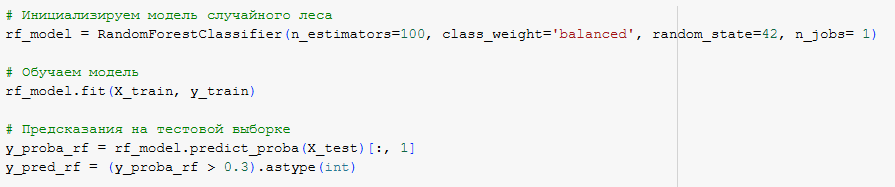 # Инициализируем модель случайного леса
rf_model = RandomForestClassifier(n_estimators=100, class_weight='balanced', random_state=42, n_jobs= 1)
# Обучаем модель
rf_model.fit(X_train, y_train)
# Предсказания на тестовой выборке
y_proba_rf = rf_model.predict_proba(X_test)[:, 1]
y_pred_rf = (y_proba_rf > 0.3).astype(int)